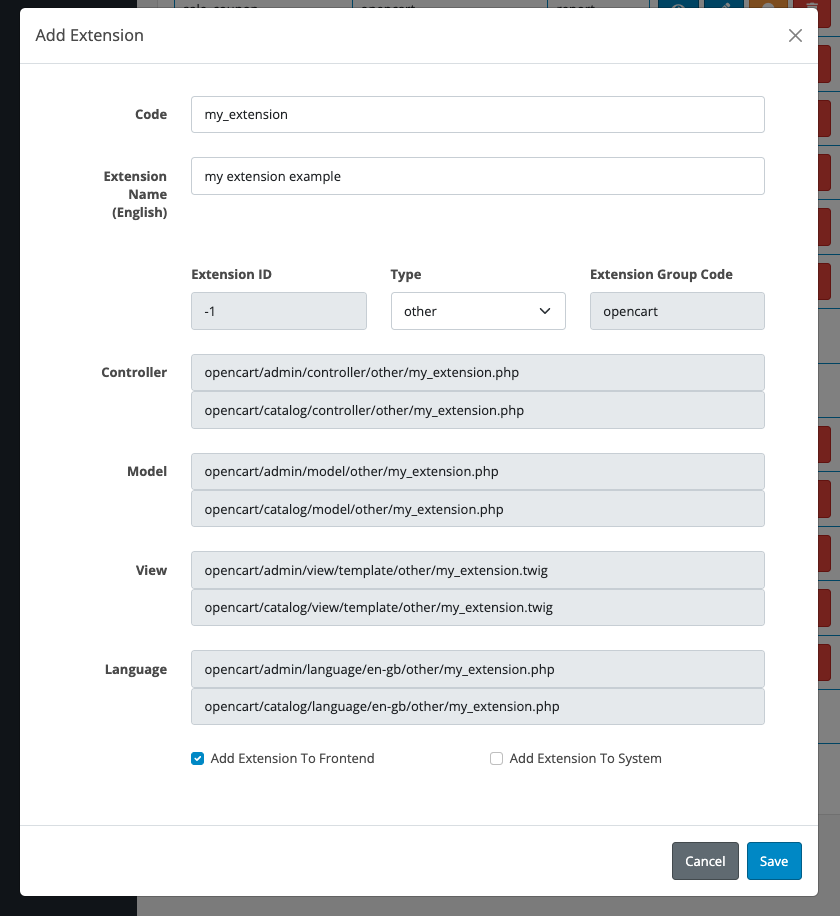 Add Extension
Code
my_extension
Extension
Name
(English)
my extension example
Extension ID
Type
Extension Group Code
-1
other
opencart
Controller
opencart/admin/controller/other/my_extension.php
opencart/catalog/controller/other/my_extension.php
Model
opencart/admin/model/other/my_extension.php
opencart/catalog/model/other/my_extension.php
View
opencart/admin/view/template/other/my_extension.twig
opencart/catalog/view/template/other/my_extension.twig
Language
opencart/admin/language/en-gb/other/my_extension.php
opencart/catalog/language/en-gb/other/my_extension.php
Add Extension To Frontend
Add Extension To System
Cancel
Save